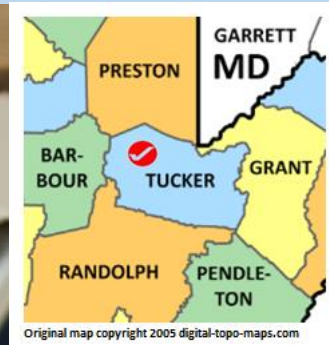 GARRETT
MD
PRESTON
BAR-
BOUR
TUCKER
GRANT
RANDOLPH
PENDLE-
TON
Original map copyright 2005 digital-topo-maps.com